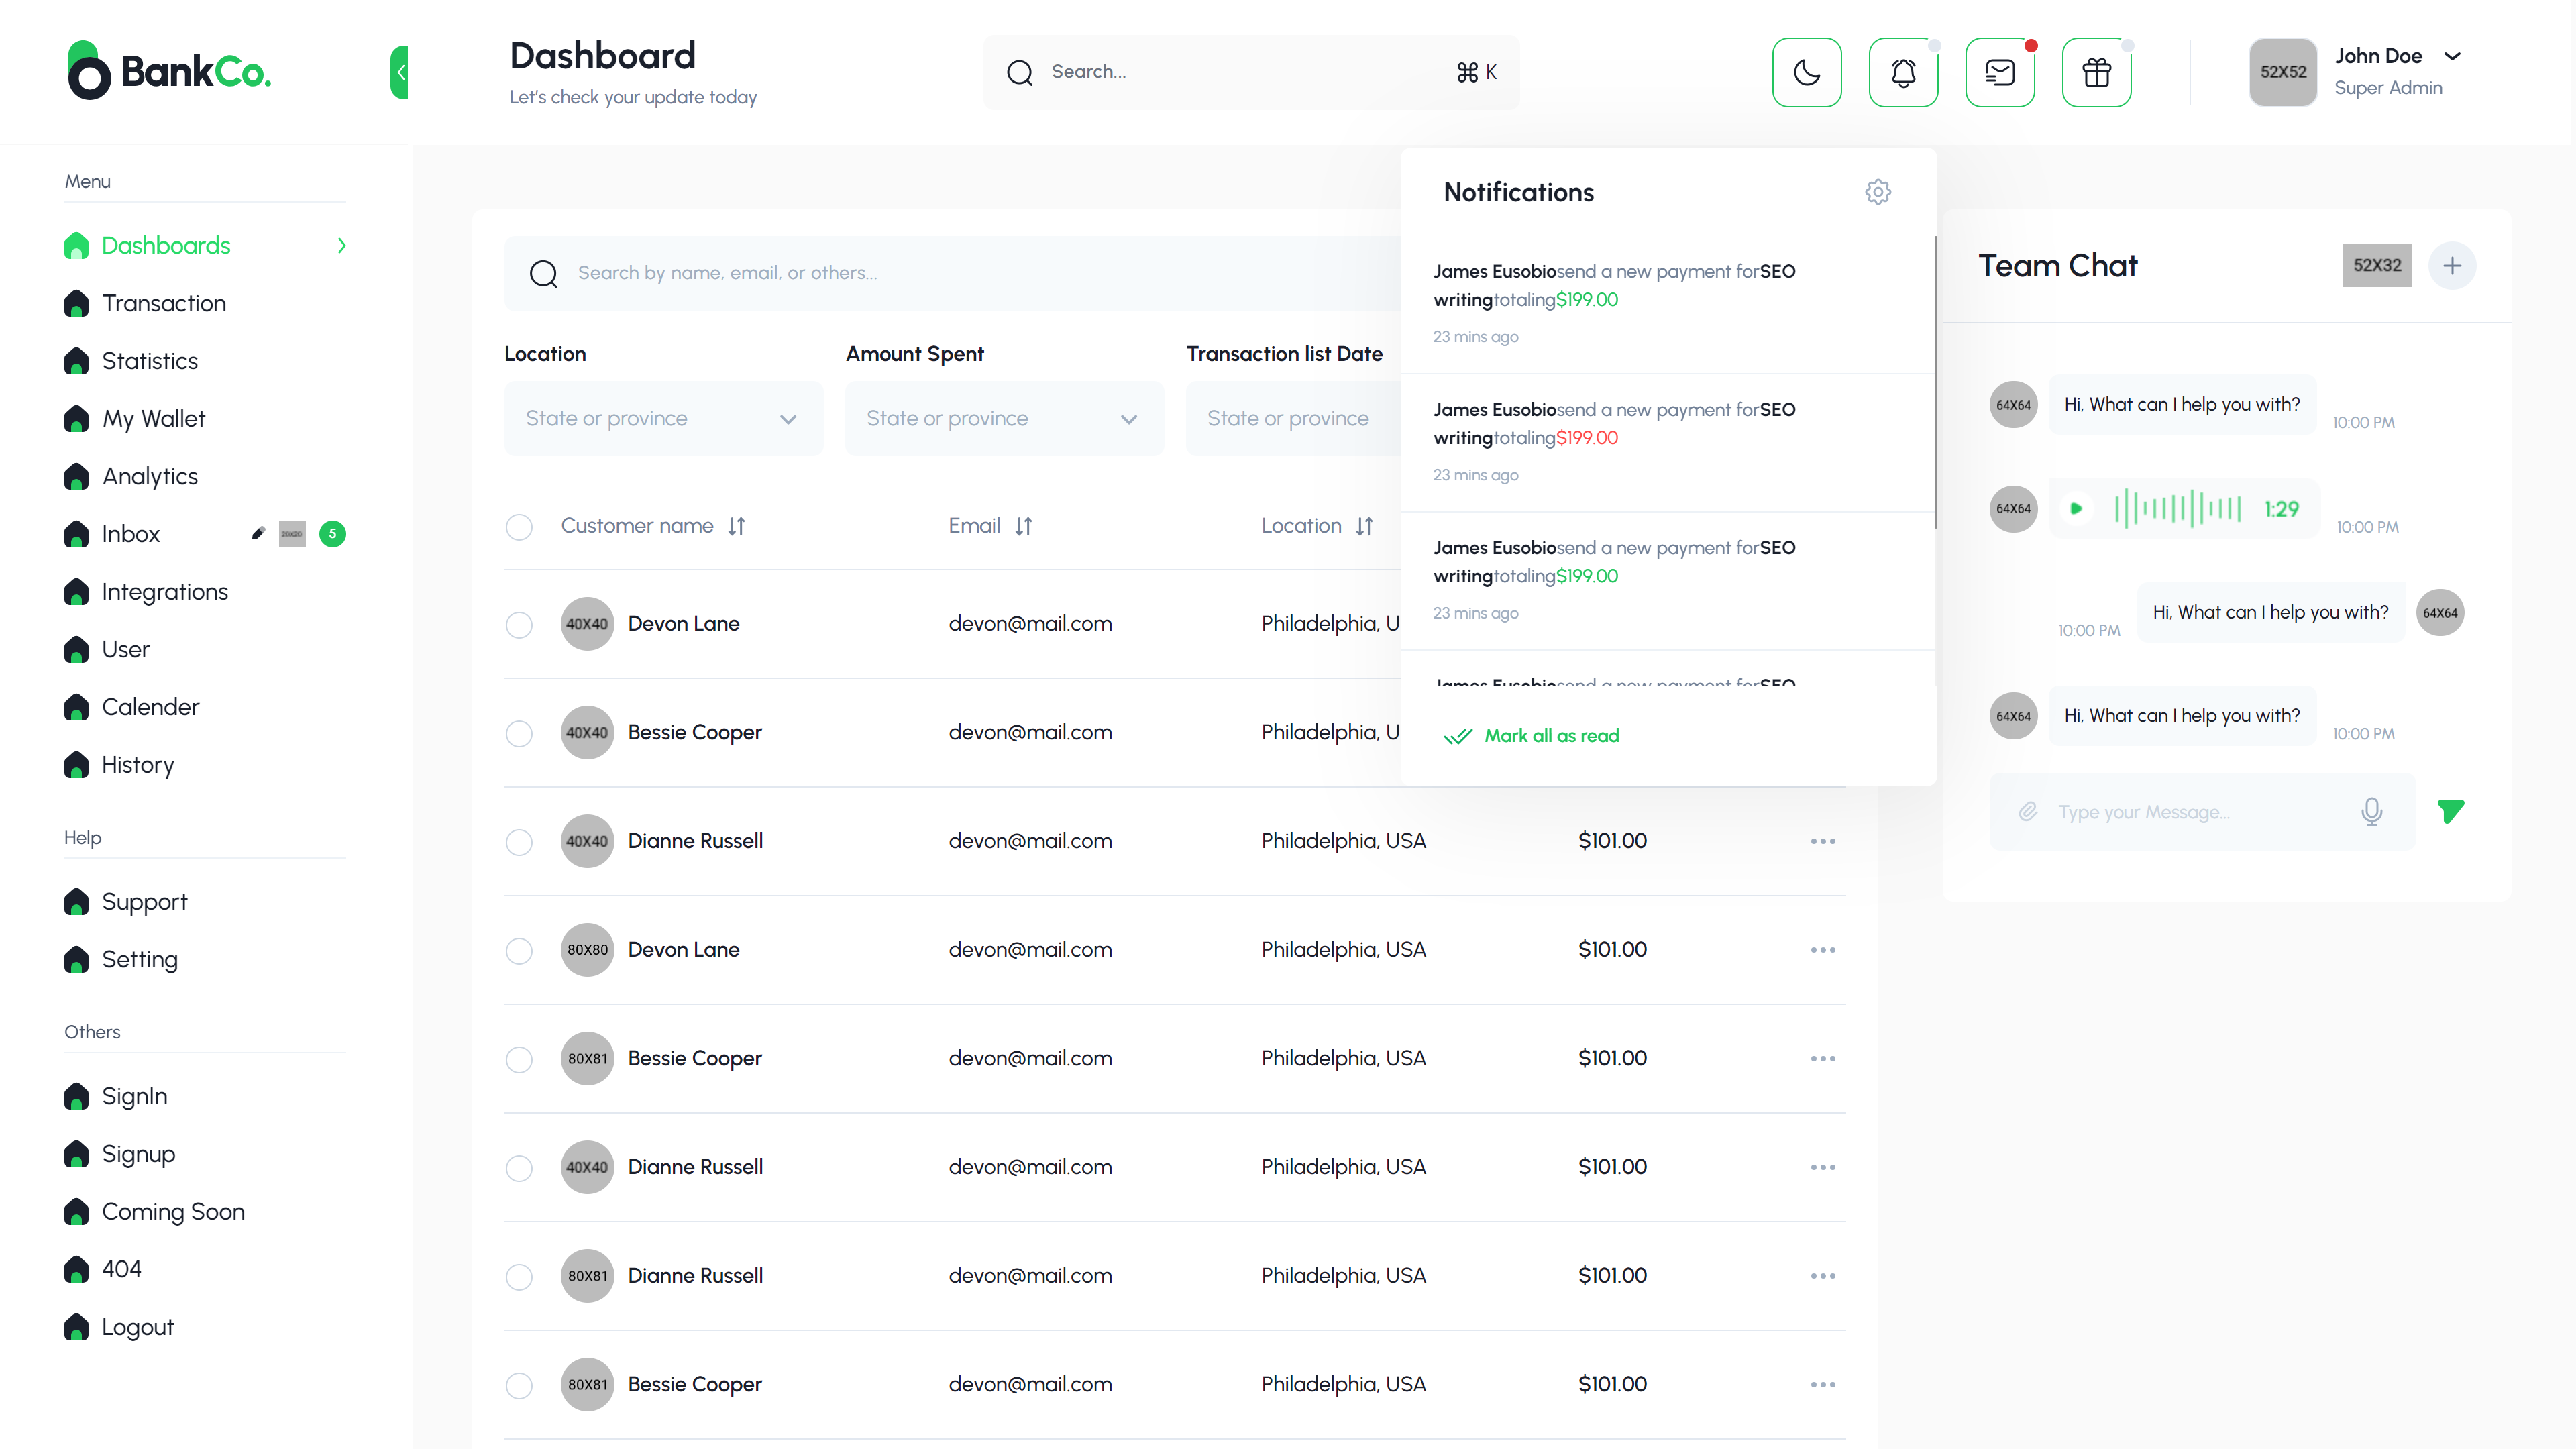 BankCo.
Dashboard
Let's check your update today
Search...
⌘ K
52X52
John Doe
Super Admin
Menu
Dashboards
Transaction
Statistics
My Wallet
Analytics
Inbox
20x20
5
Integrations
User
Calender
History
Help
Support
Setting
Others
SignIn
Signup
Coming Soon
404
Logout
Search by name, email, or others...
Location
Amount Spent
Transaction list Date
State or province
State or province
State or province
Customer name
Email
Location
40X40 Devon Lane devon@mail.com Philadelphia, U
40X40 Bessie Cooper devon@mail.com Philadelphia, U
40X40 Dianne Russell devon@mail.com Philadelphia, USA $101.00
80X80 Devon Lane devon@mail.com Philadelphia, USA $101.00
80X81 Bessie Cooper devon@mail.com Philadelphia, USA $101.00
40X40 Dianne Russell devon@mail.com Philadelphia, USA $101.00
80X81 Dianne Russell devon@mail.com Philadelphia, USA $101.00
80X81 Bessie Cooper devon@mail.com Philadelphia, USA $101.00
Notifications
James Eusobiosend a new payment forSEO
writingtotaling$199.00
23 mins ago
James Eusobiosend a new payment forSEO
writingtotaling$199.00
23 mins ago
James Eusobiosend a new payment forSEO
writingtotaling$199.00
23 mins ago
James Eusobiosend a new payment forSEO
Mark all as read
Team Chat
52X32
64X64
Hi, What can I help you with?
10:00 PM
64X64
1:29
10:00 PM
10:00 PM
Hi, What can I help you with?
64X64
64X64
Hi, What can I help you with?
10:00 PM
Type your Message...